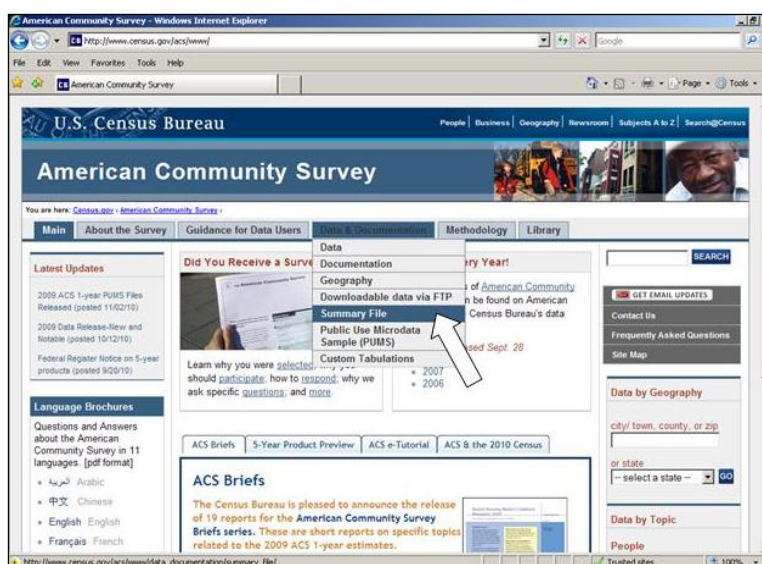 American Community Survey - Windows Internet Explorer
http://www.census.gov/acs/www/
Google
File Edit View Favorites Tools Help
American Community Survey
Page Tools
U.S. Census Bureau
People | Business | Geography | Newsroom | Subjects A to Z | Search@Census
American Community Survey
You are here: Census.gov › American Community Survey ›
Main About the Survey Guidance for Data Users Data & Documentation Methodology Library
Data
Documentation
Geography
Downloadable data via FTP
Summary File
Public Use Microdata
Sample (PUMS)
Custom Tabulations
Latest Updates
2009 ACS 1-year PUMS Files
Released (posted 11/02/10)
2009 Data Release-New and
Notable (posted 10/12/10)
Federal Register Notice on 5-year
products (posted 9/20/10)
Language Brochures
Questions and Answers
about the American
Community Survey in 11
languages. [pdf format]
العربية Arabic
中文 Chinese
English English
Français French
Did You Receive a Surve
Learn why you were selected
should participate; how to respond; why we
ask specific questions; and more.
ery Year!
of American Community
n be found on American
Census Bureau's data
sed Sept. 28
2007
2006
ACS Briefs 5-Year Product Preview ACS e-Tutorial ACS & the 2010 Census
ACS Briefs
The Census Bureau is pleased to announce the release
of 19 reports for the American Community Survey
Briefs series. These are short reports on specific topics
related to the 2009 ACS 1-year estimates.
SEARCH
GET EMAIL UPDATES
Contact Us
Frequently Asked Questions
Site Map
Data by Geography
city/ town, county, or zip
or state
-- select a state -- GO
Data by Topic
People
http://www.census.gov/acs/www/data_documentation/summary_file/
Trusted sites
100%